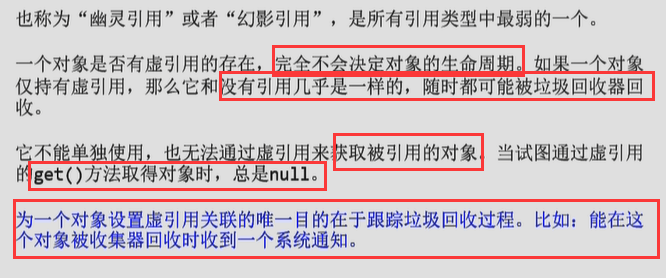 也称为“幽灵引用”或者“幻影引用”，是所有引用类型中最弱的一个。
一个对象是否有虚引用的存在，完全不会决定对象的生命周期。如果一个对象
仅持有虚引用，那么它和没有引用几乎是一样的，随时都可能被垃圾回收器回
收。
它不能单独使用，也无法通过虚引用来获取被引用的对象。当试图通过虚引用
的get()方法取得对象时，总是null。
为一个对象设置虚引用关联的唯一目的在于跟踪垃圾回收过程。比如：能在这
个对象被收集器回收时收到一个系统通知。